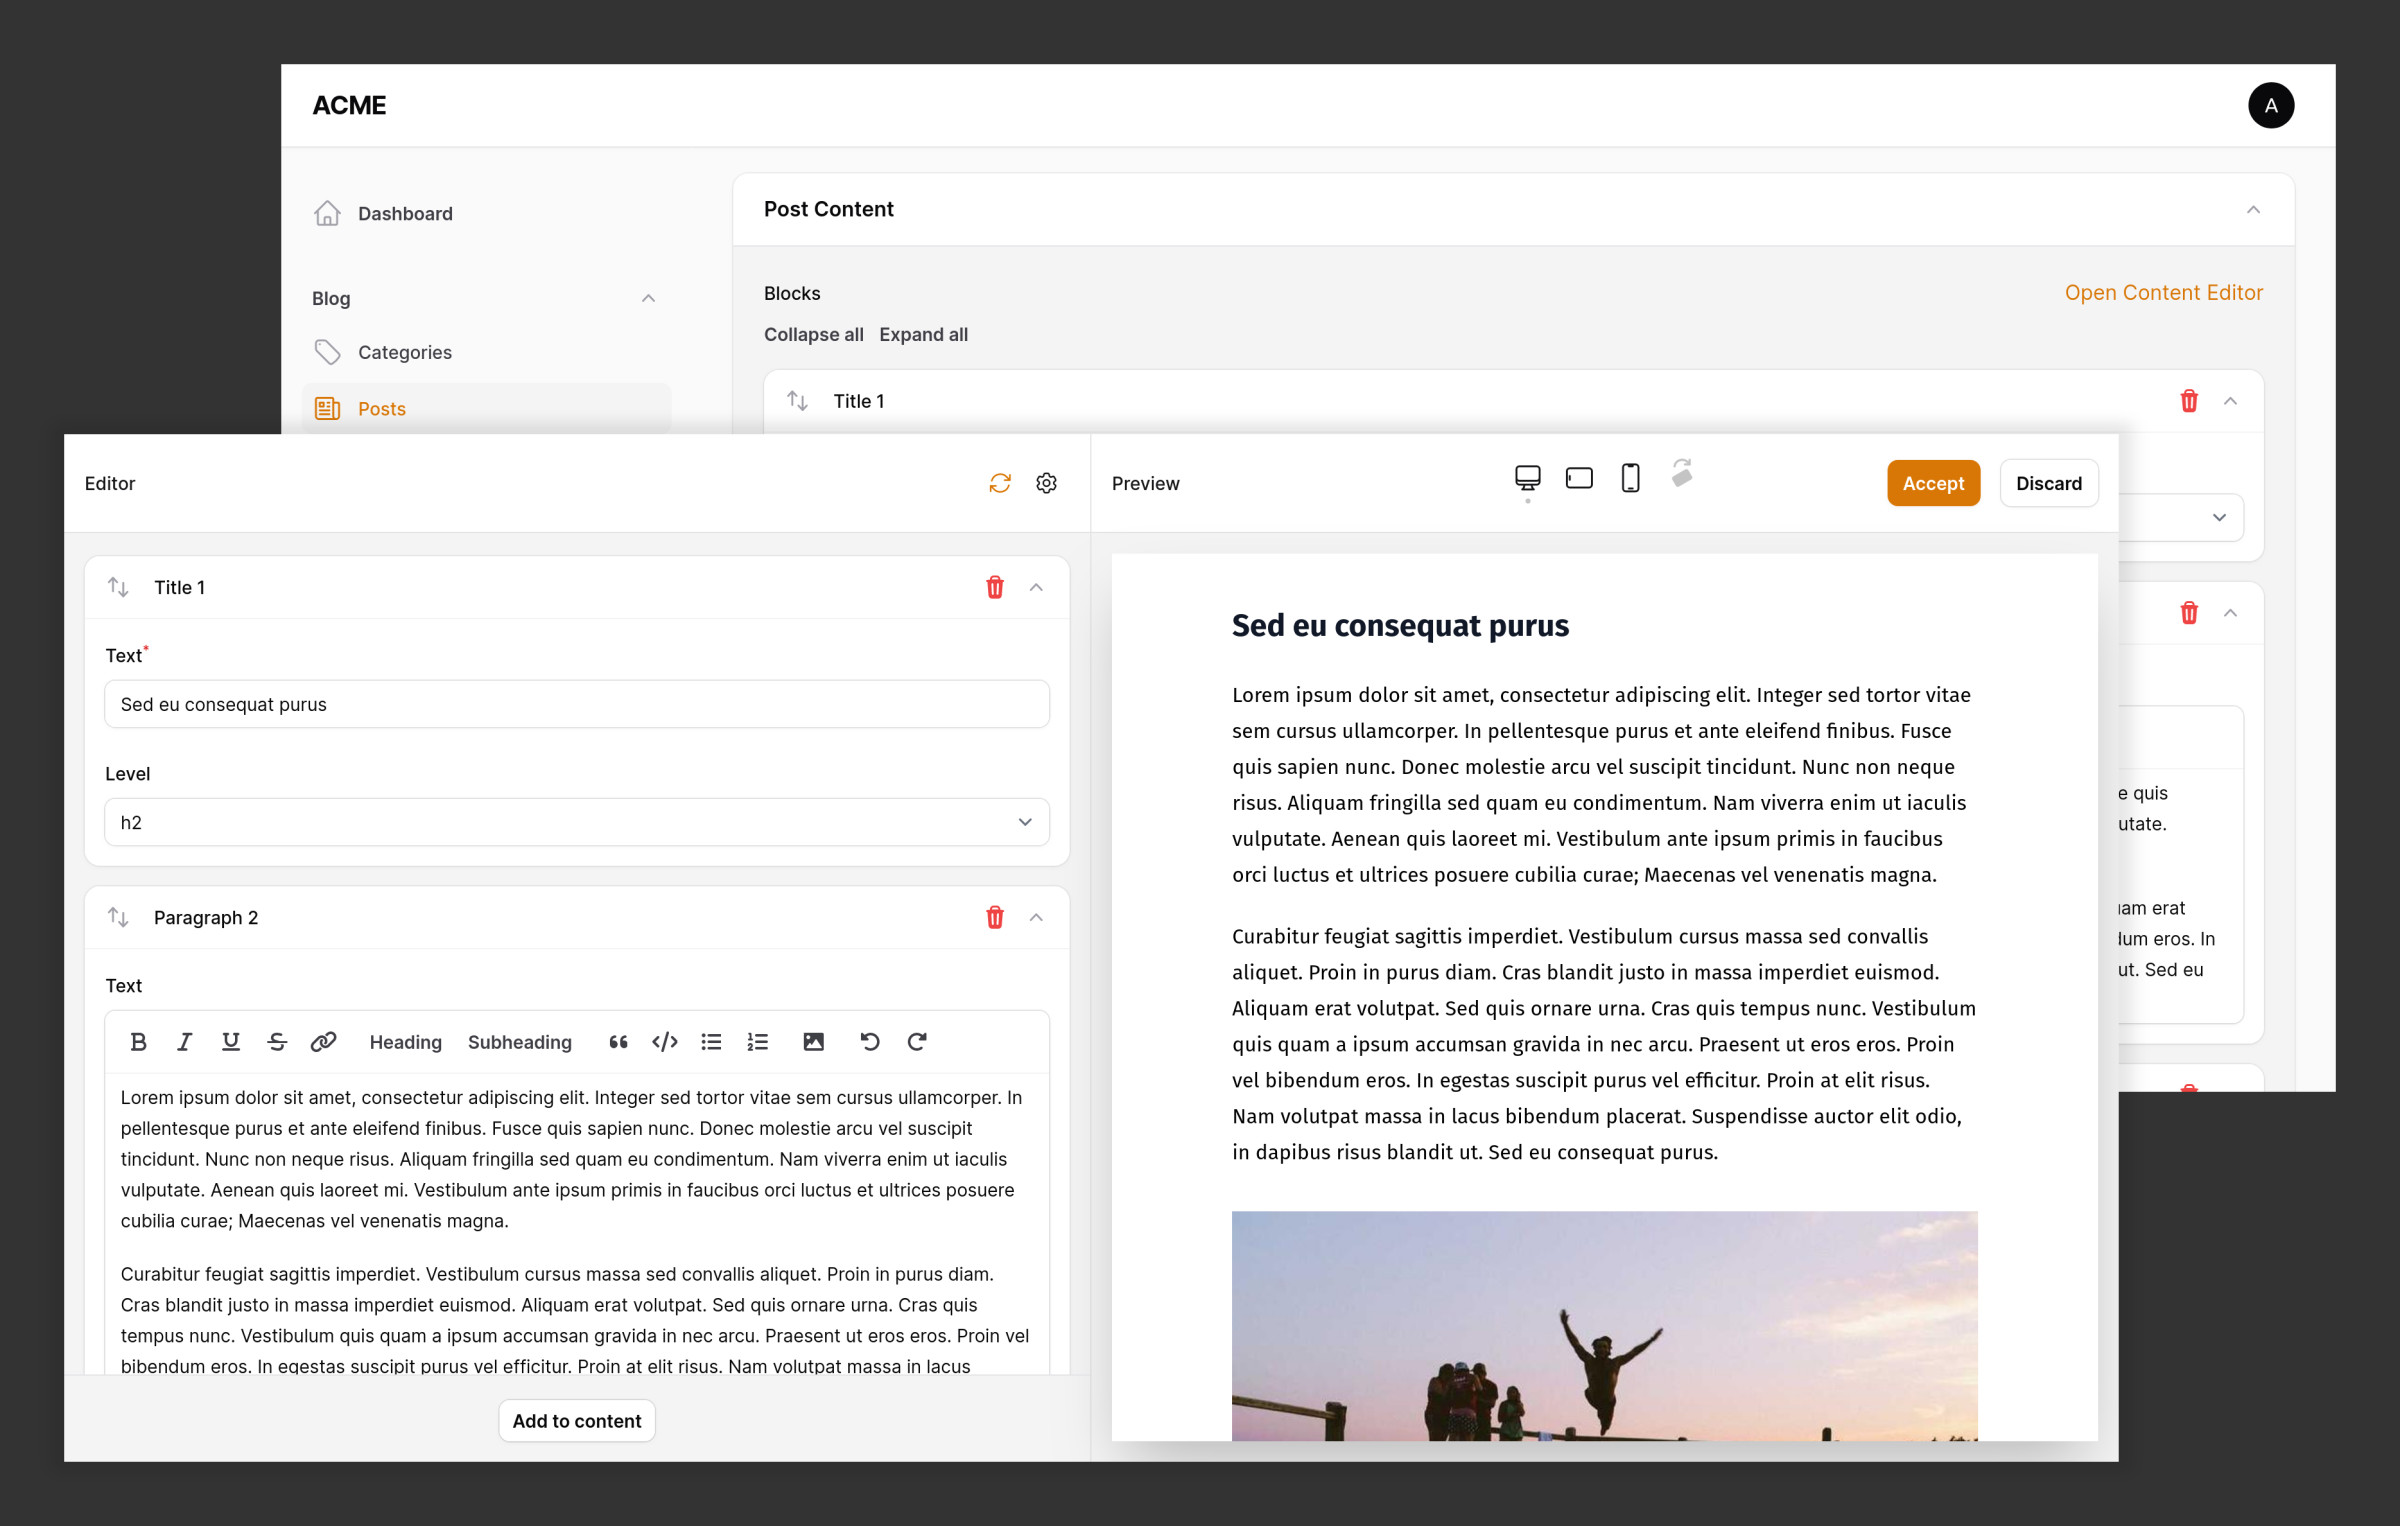 ACME
A
Dashboard
Blog
Categories
Posts
Post Content
Blocks
Open Content Editor
Collapse all Expand all
Title 1
e quis
utate.
am erat
dum eros. In
ut. Sed eu
Editor
Title 1
Text*
Sed eu consequat purus
Level
h2
Paragraph 2
Text
Heading Subheading
Lorem ipsum dolor sit amet, consectetur adipiscing elit. Integer sed tortor vitae sem cursus ullamcorper. In
pellentesque purus et ante eleifend finibus. Fusce quis sapien nunc. Donec molestie arcu vel suscipit
tincidunt. Nunc non neque risus. Aliquam fringilla sed quam eu condimentum. Nam viverra enim ut iaculis
vulputate. Aenean quis laoreet mi. Vestibulum ante ipsum primis in faucibus orci luctus et ultrices posuere
cubilia curae; Maecenas vel venenatis magna.
Curabitur feugiat sagittis imperdiet. Vestibulum cursus massa sed convallis aliquet. Proin in purus diam.
Cras blandit justo in massa imperdiet euismod. Aliquam erat volutpat. Sed quis ornare urna. Cras quis
tempus nunc. Vestibulum quis quam a ipsum accumsan gravida in nec arcu. Praesent ut eros eros. Proin vel
bibendum eros. In egestas suscipit purus vel efficitur. Proin at elit risus. Nam volutpat massa in lacus
Add to content
Preview
Accept
Discard
Sed eu consequat purus
Lorem ipsum dolor sit amet, consectetur adipiscing elit. Integer sed tortor vitae
sem cursus ullamcorper. In pellentesque purus et ante eleifend finibus. Fusce
quis sapien nunc. Donec molestie arcu vel suscipit tincidunt. Nunc non neque
risus. Aliquam fringilla sed quam eu condimentum. Nam viverra enim ut iaculis
vulputate. Aenean quis laoreet mi. Vestibulum ante ipsum primis in faucibus
orci luctus et ultrices posuere cubilia curae; Maecenas vel venenatis magna.
Curabitur feugiat sagittis imperdiet. Vestibulum cursus massa sed convallis
aliquet. Proin in purus diam. Cras blandit justo in massa imperdiet euismod.
Aliquam erat volutpat. Sed quis ornare urna. Cras quis tempus nunc. Vestibulum
quis quam a ipsum accumsan gravida in nec arcu. Praesent ut eros eros. Proin
vel bibendum eros. In egestas suscipit purus vel efficitur. Proin at elit risus.
Nam volutpat massa in lacus bibendum placerat. Suspendisse auctor elit odio,
in dapibus risus blandit ut. Sed eu consequat purus.